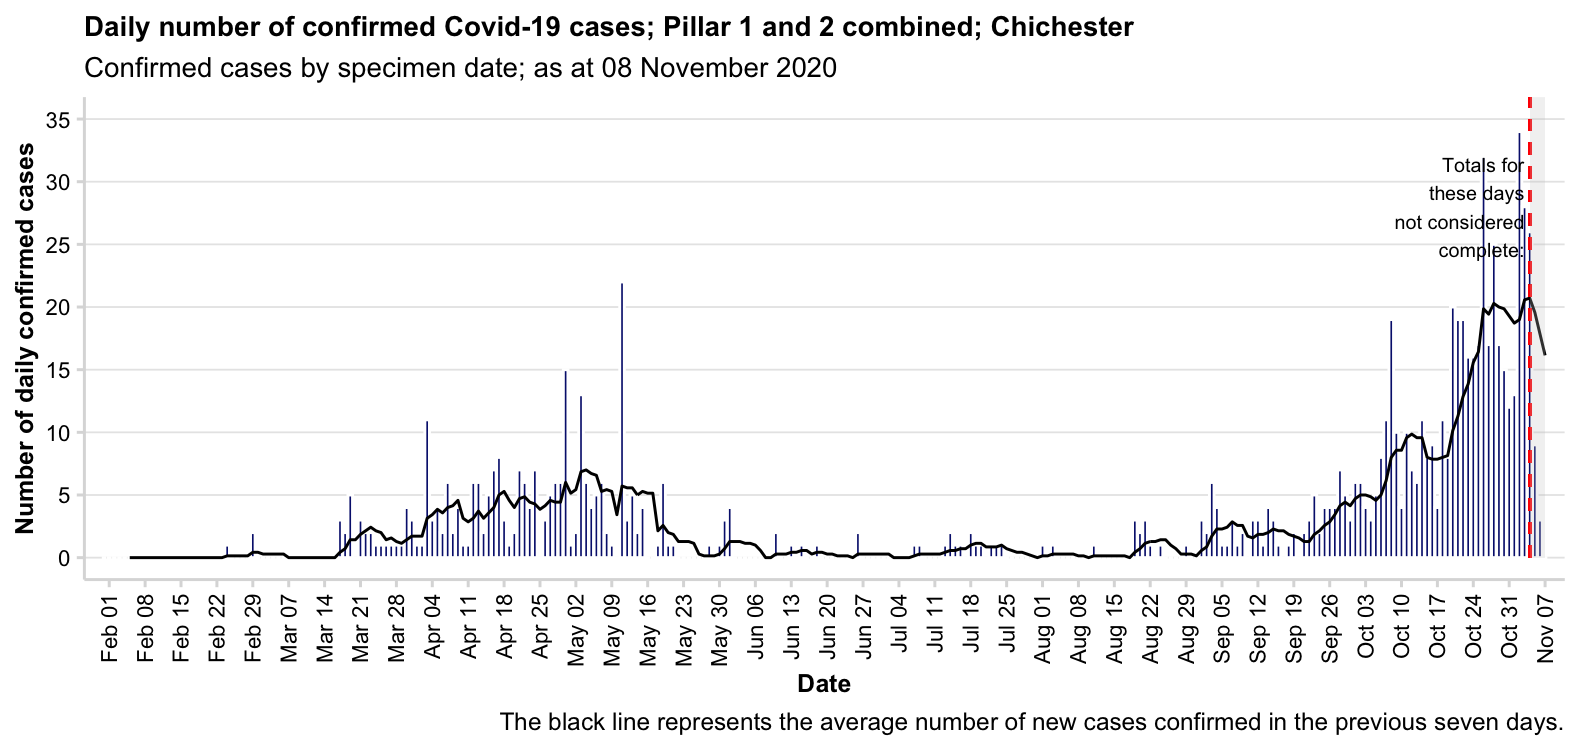 Daily number of confirmed Covid-19 cases; Pillar 1 and 2 combined; Chichester
Confirmed cases by specimen date; as at 08 November 2020
Number of daily confirmed cases
35
30
25
20
15
10
5
0
Totals for
these days
not considered
complete:
Feb 01
Feb 08
Feb 15
Feb 22
Feb 29
Mar 07
Mar 14
Mar 21
Mar 28
Apr 04
Apr 11
Apr 18
Apr 25
May 02
May 09
May 16
May 23
May 30
Jun 06
Jun 13
Jun 20
Jun 27
Jul 04
Jul 11
Jul 18
Jul 25
Aug 01
Aug 08
Aug 15
Aug 22
Aug 29
Sep 05
Sep 12
Sep 19
Sep 26
Oct 03
Oct 10
Oct 17
Oct 24
Oct 31
Nov 07
Date
The black line represents the average number of new cases confirmed in the previous seven days.